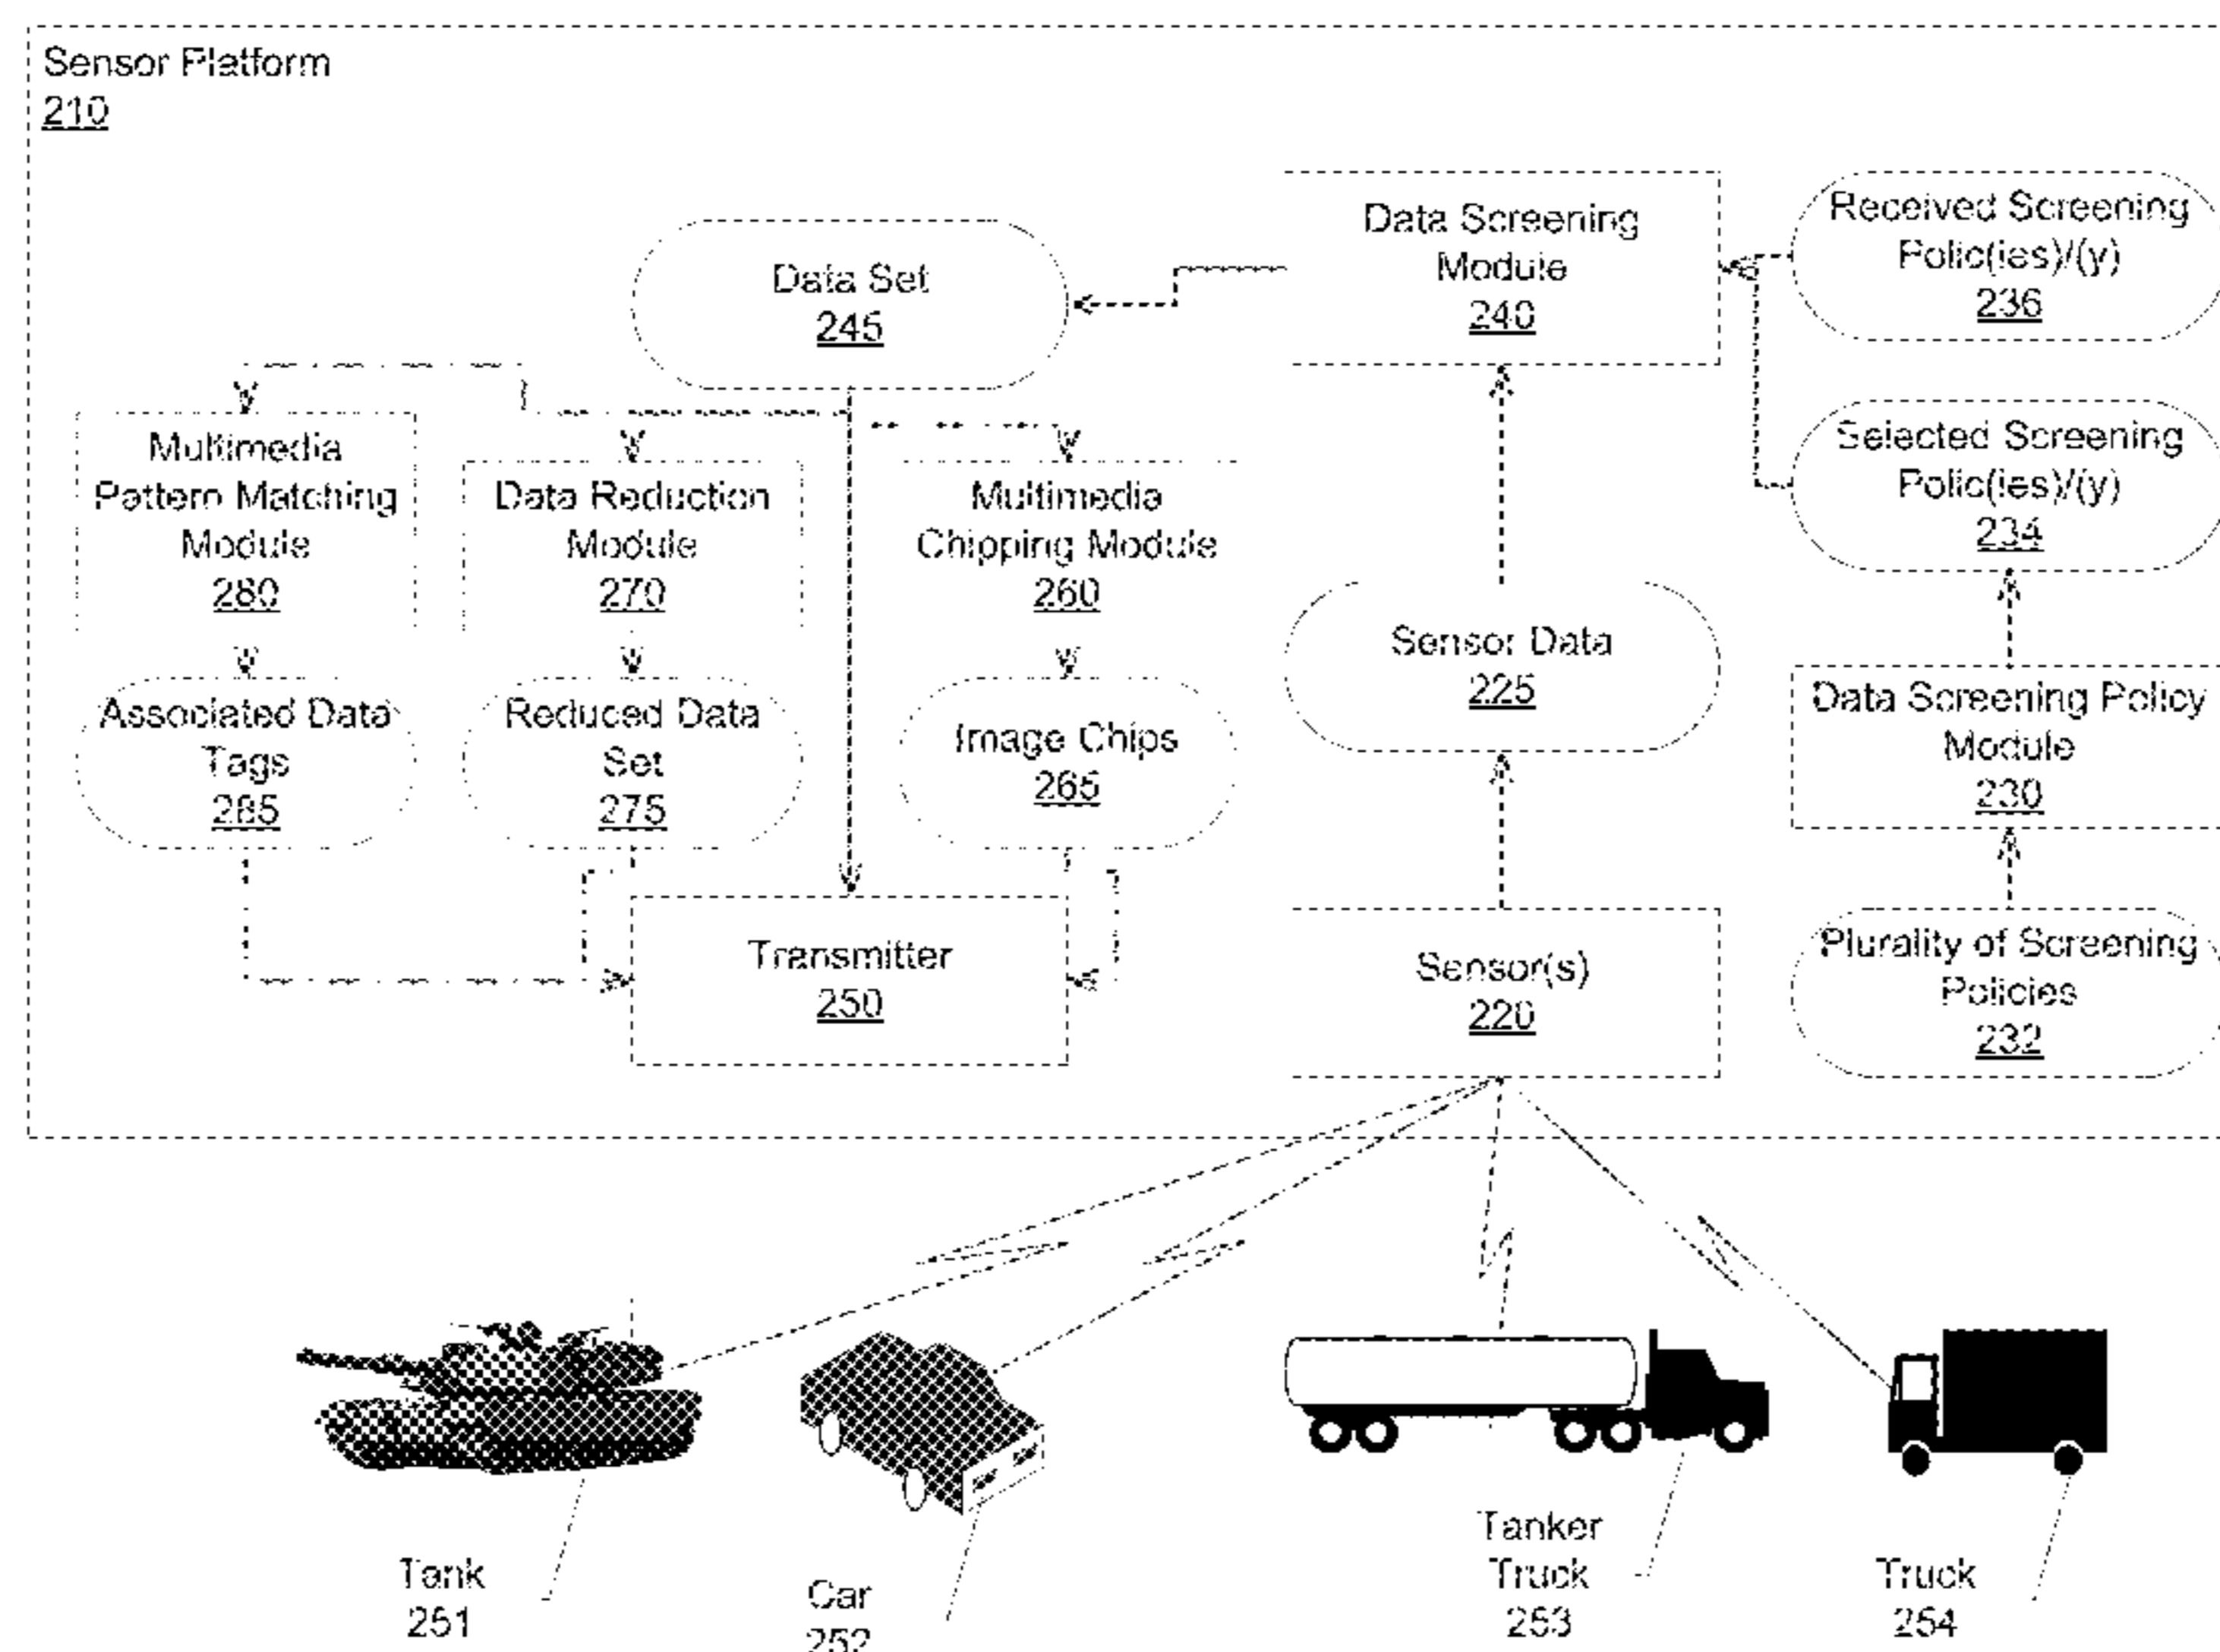 Sensor Platform
210
Data Set
245
Data Screening
Module
240
Received Screening
Polic(ies)/(y)
236
Selected Screening
Polic(ies)/(y)
234
Multimedia
Pattern Matching
Module
280
Data Reduction
Module
270
Multimedia
Chipping Module
260
Sensor Data
225
Data Screening Policy
Module
230
Associated Data
Tags
285
Reduced Data
Set
275
Image Chips
265
Transmitter
250
Sensor(s)
220
Plurality of Screening
Policies
232
Tank
251
Car
252
Tanker
Truck
253
Truck
254